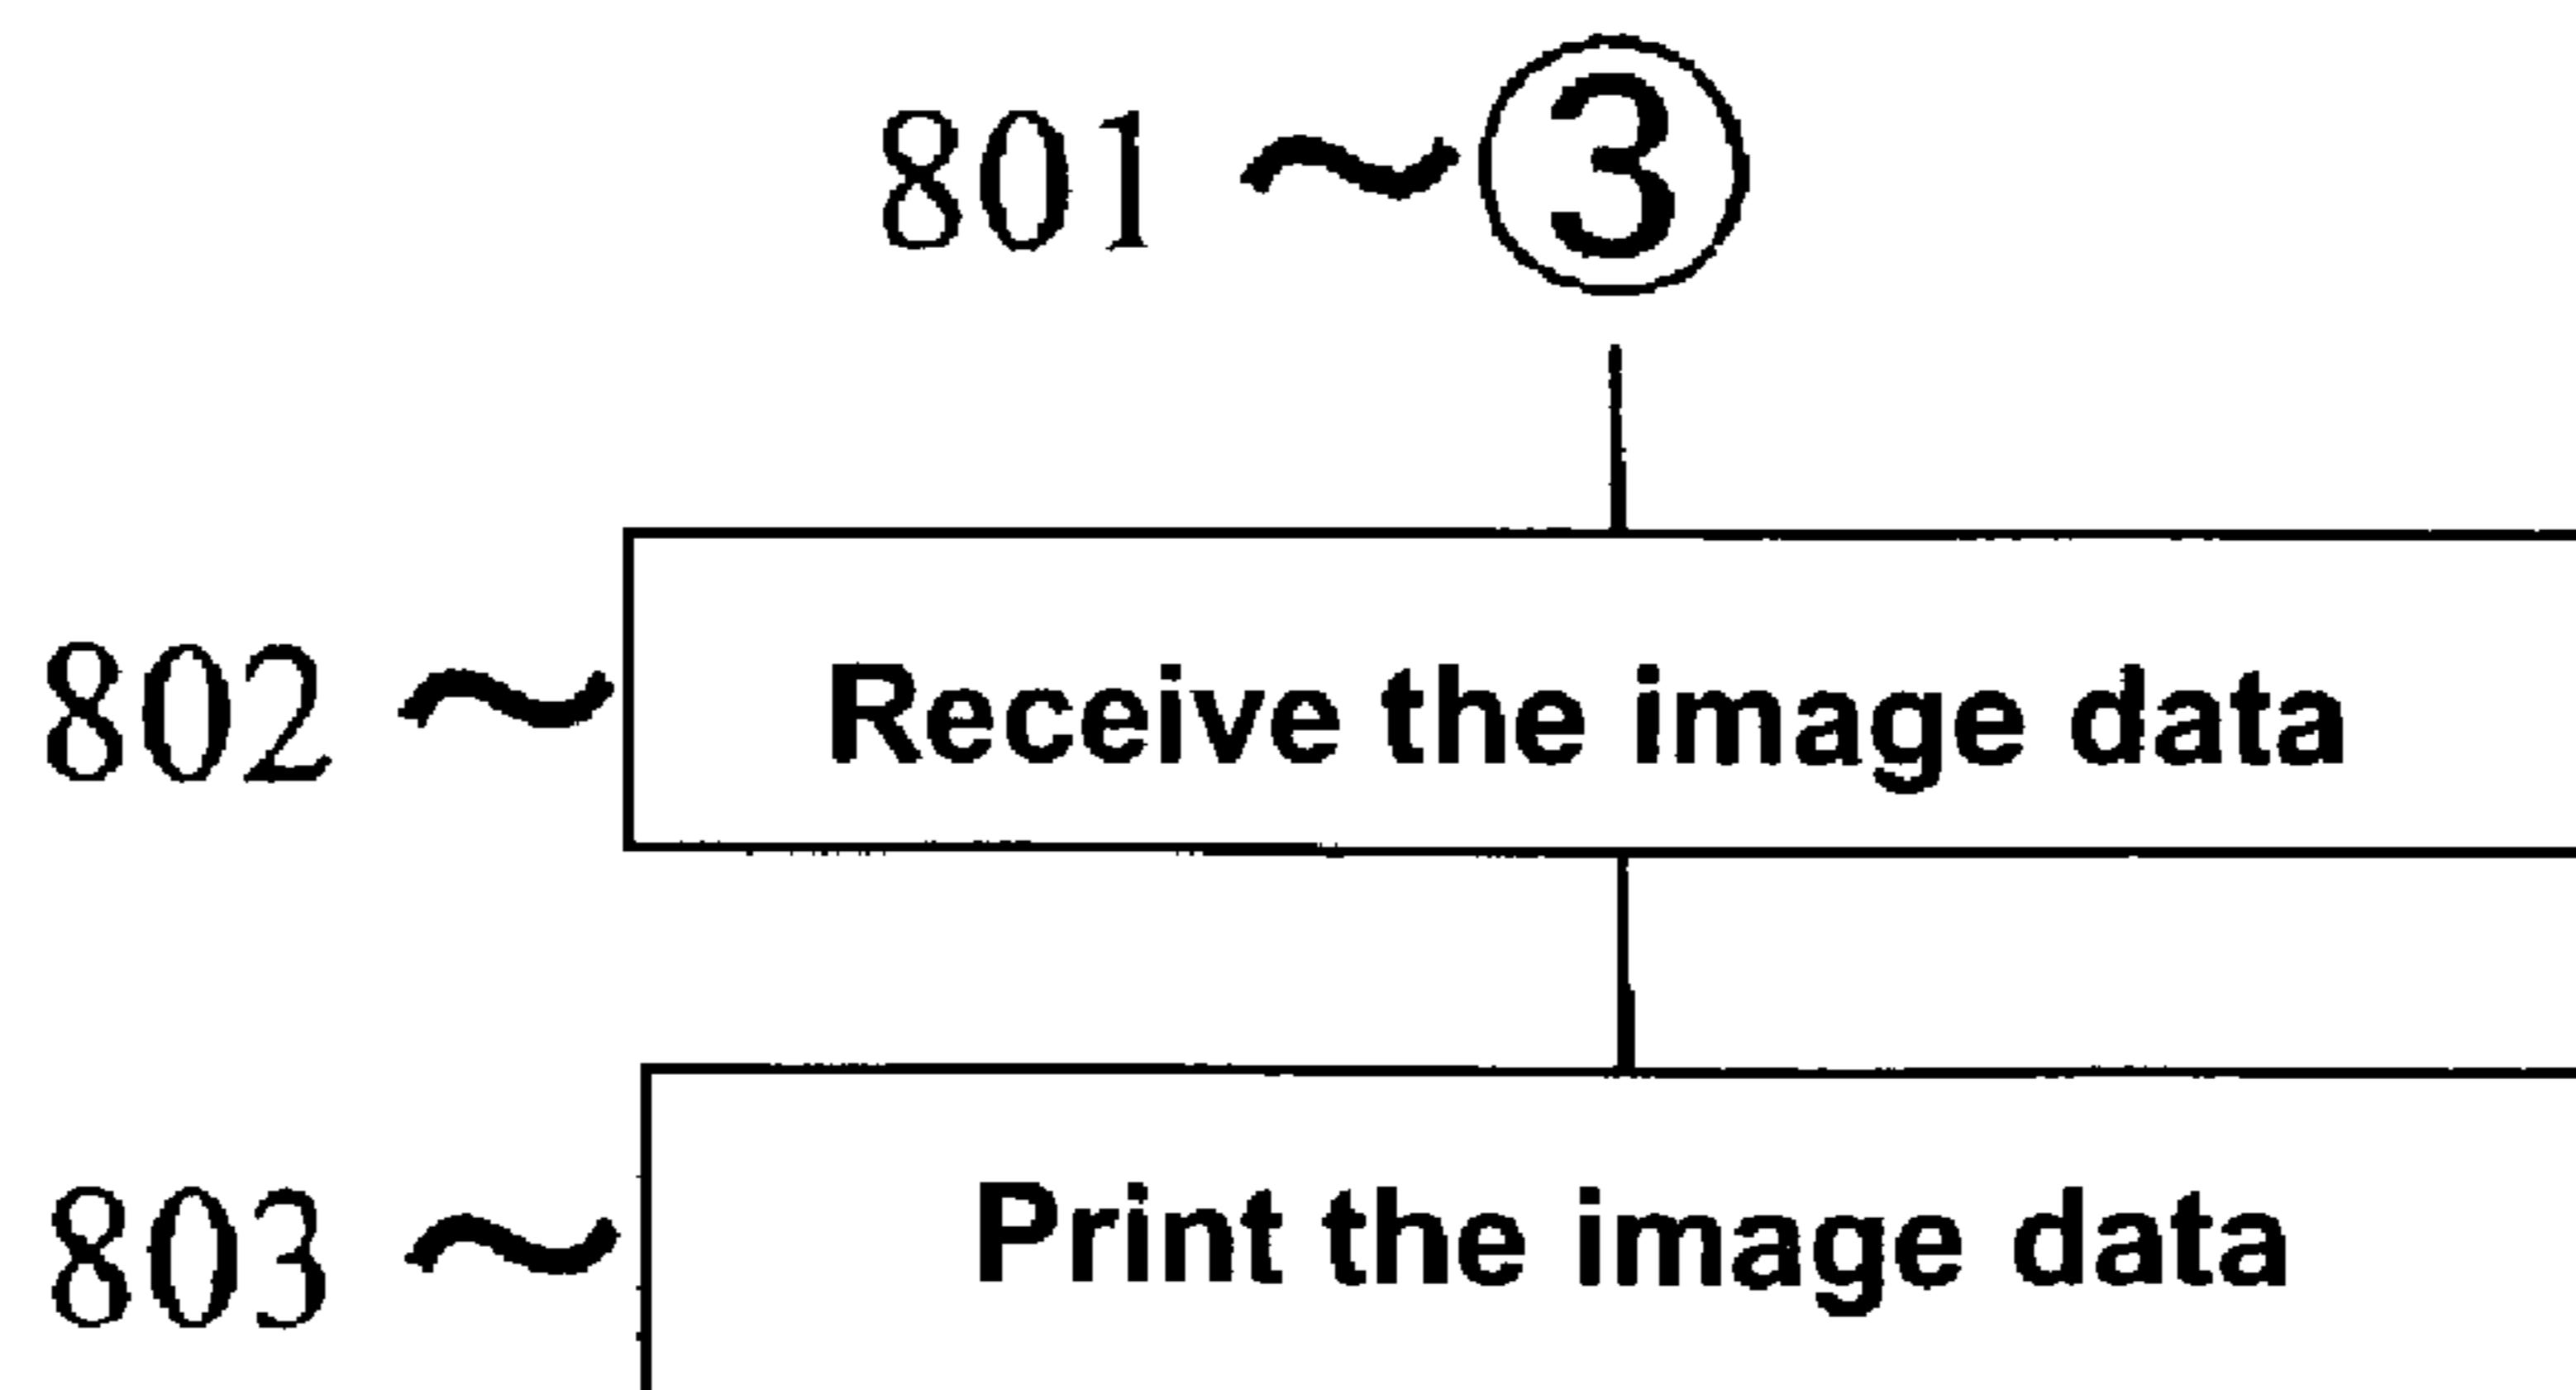 801 ~ ③
802 ~ Receive the image data
803 ~ Print the image data